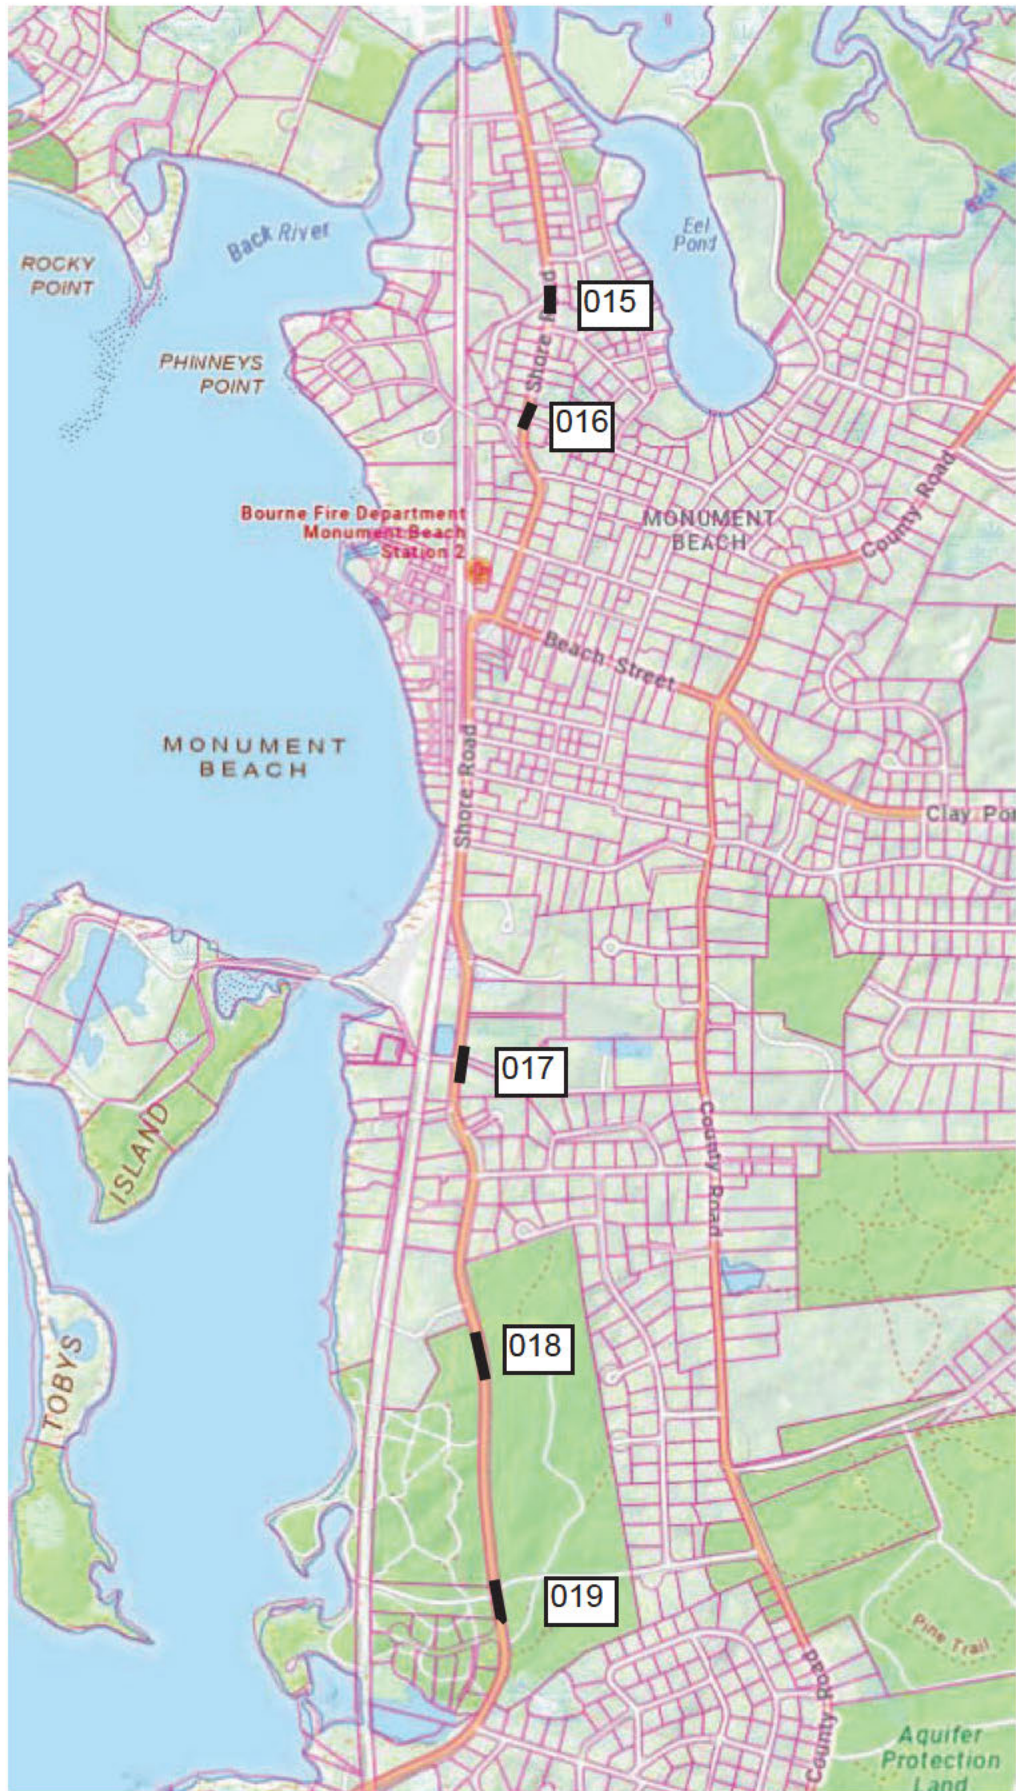 Back River
Eel
Pond
ROCKY
POINT
015
Shore Road
PHINNEYS
POINT
016
County Road
Bourne Fire Department
Monument Beach
Station 2
MONUMENT
BEACH
Beach Street
MONUMENT
BEACH
Shore Road
Clay Pon
017
ISLAND
County Road
018
TOBYS
019
Pine Trail
County Road
Aquifer
Protection
Land